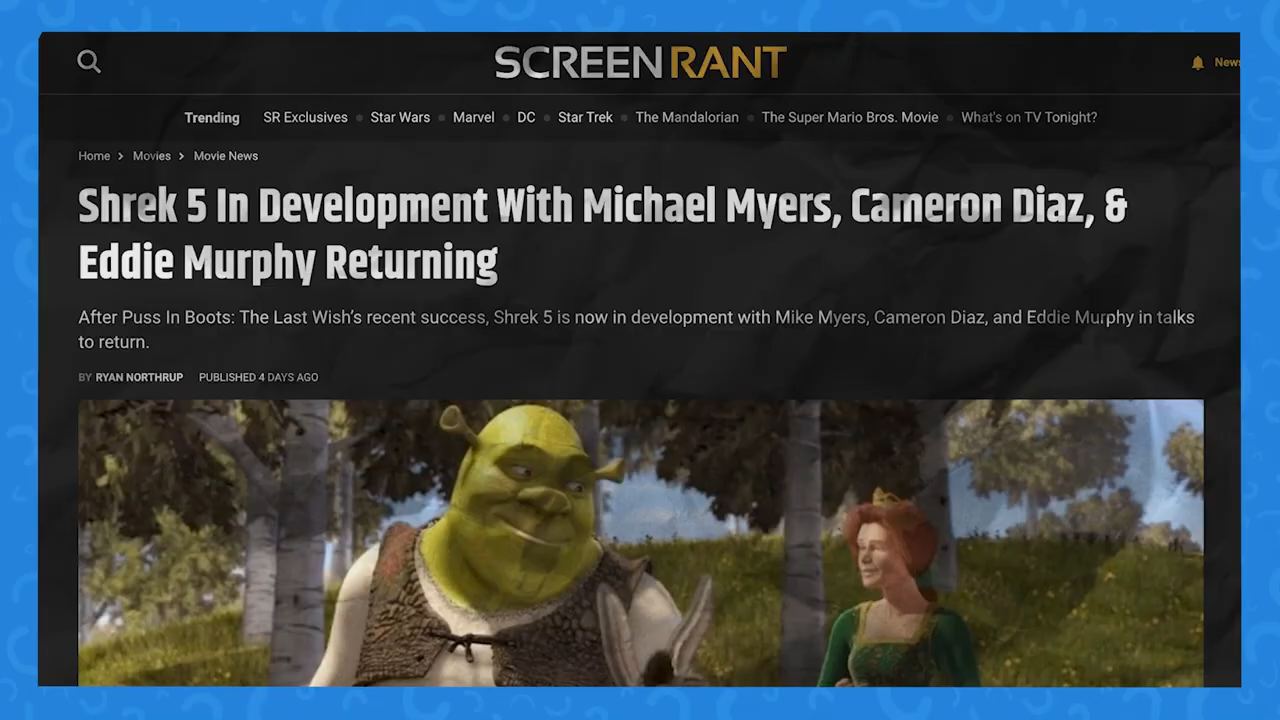 SCREENRANT
News
Trending SR Exclusives Star Wars Marvel DC Star Trek The Mandalorian The Super Mario Bros. Movie What's on TV Tonight?
Home > Movies > Movie News
Shrek 5 In Development With Michael Myers, Cameron Diaz, &
Eddie Murphy Returning
After Puss In Boots: The Last Wish’s recent success, Shrek 5 is now in development with Mike Myers, Cameron Diaz, and Eddie Murphy in talks
to return.
BY RYAN NORTHRUP PUBLISHED 4 DAYS AGO